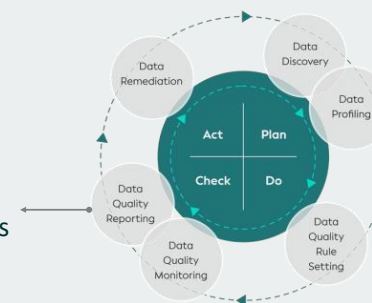 Data
Discovery
Data
Remediation
Data
Profiling
Act
Plan
Check
Do
Data
Quality
Reporting
Data
Quality
Rule
Setting
Data
Quality
Monitoring
s